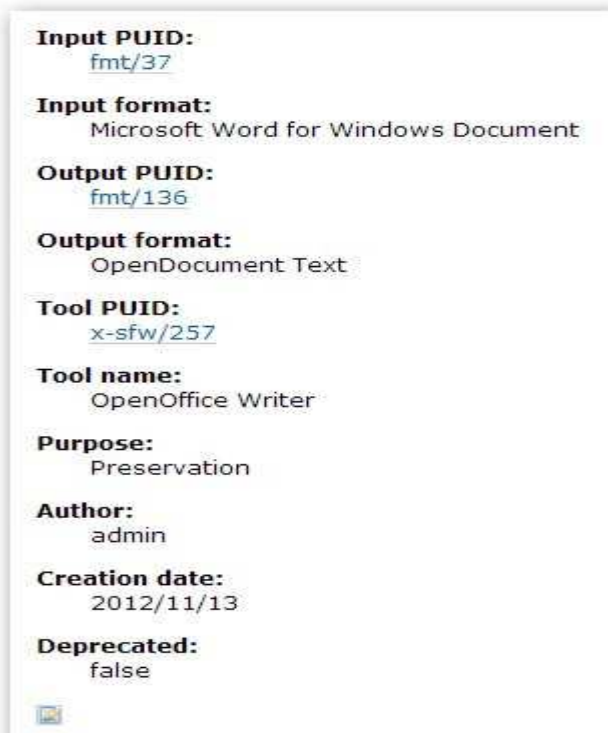 Input PUID:
fmt/37
Input format:
Microsoft Word for Windows Document
Output PUID:
fmt/136
Output format:
OpenDocument Text
Tool PUID:
x-sfw/257
Tool name:
OpenOffice Writer
Purpose:
Preservation
Author:
admin
Creation date:
2012/11/13
Deprecated:
false